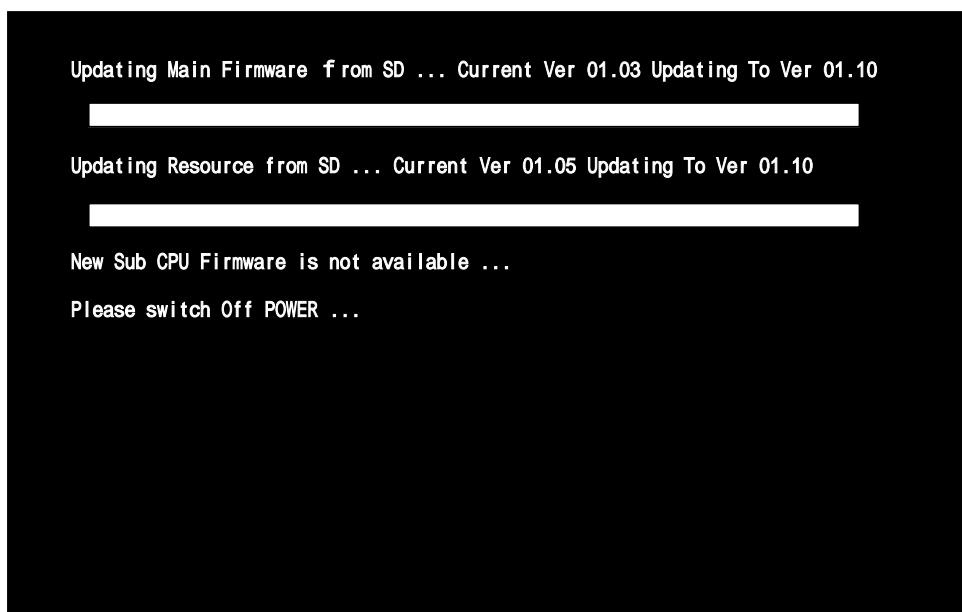 Updating Main Firmware from SD ... Current Ver 01.03 Updating To Ver 01.10
Updating Resource from SD ... Current Ver 01.05 Updating To Ver 01.10
New Sub CPU Firmware is not available ...
Please switch Off POWER ...